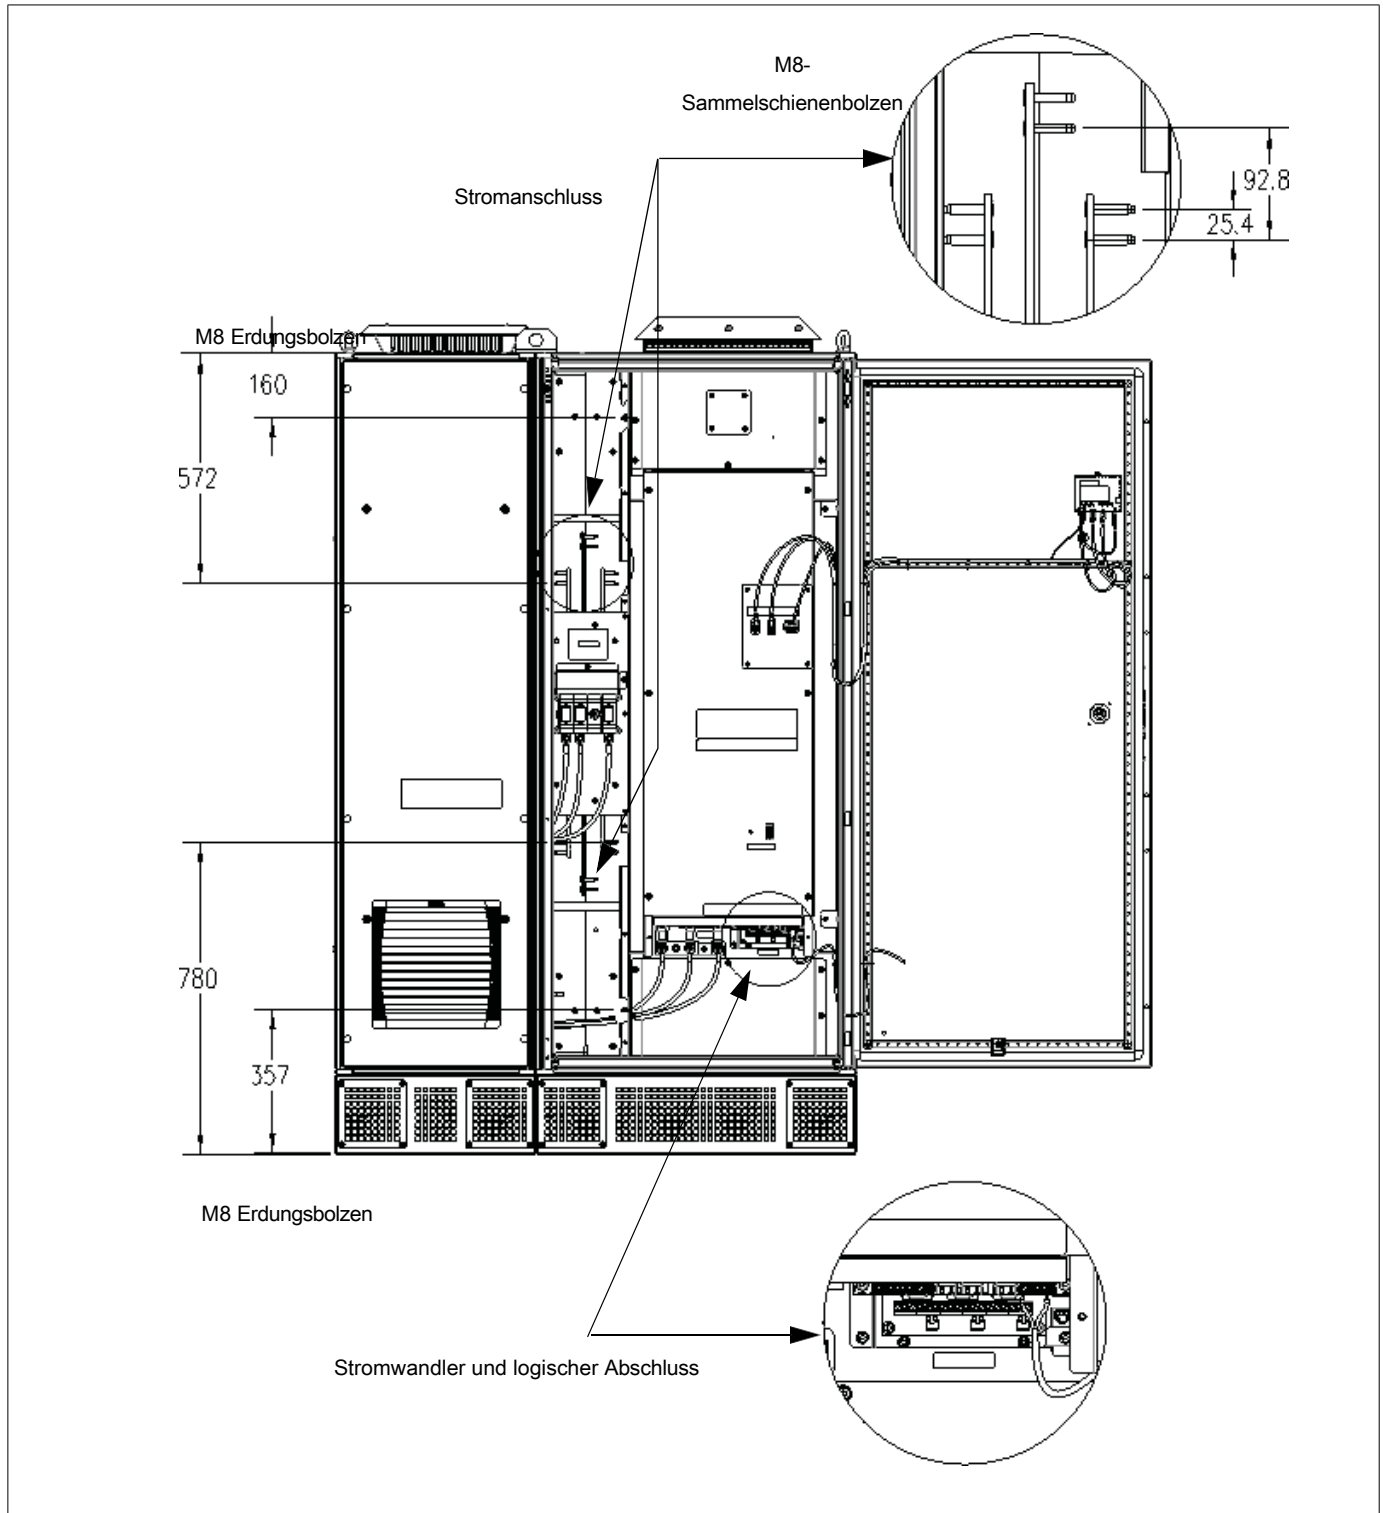 M8-
Sammelschienenbolzen
Stromanschluss
92.8
25.4
M8 Erdungsbolzen
160
572
780
357
M8 Erdungsbolzen
Stromwandler und logischer Abschluss